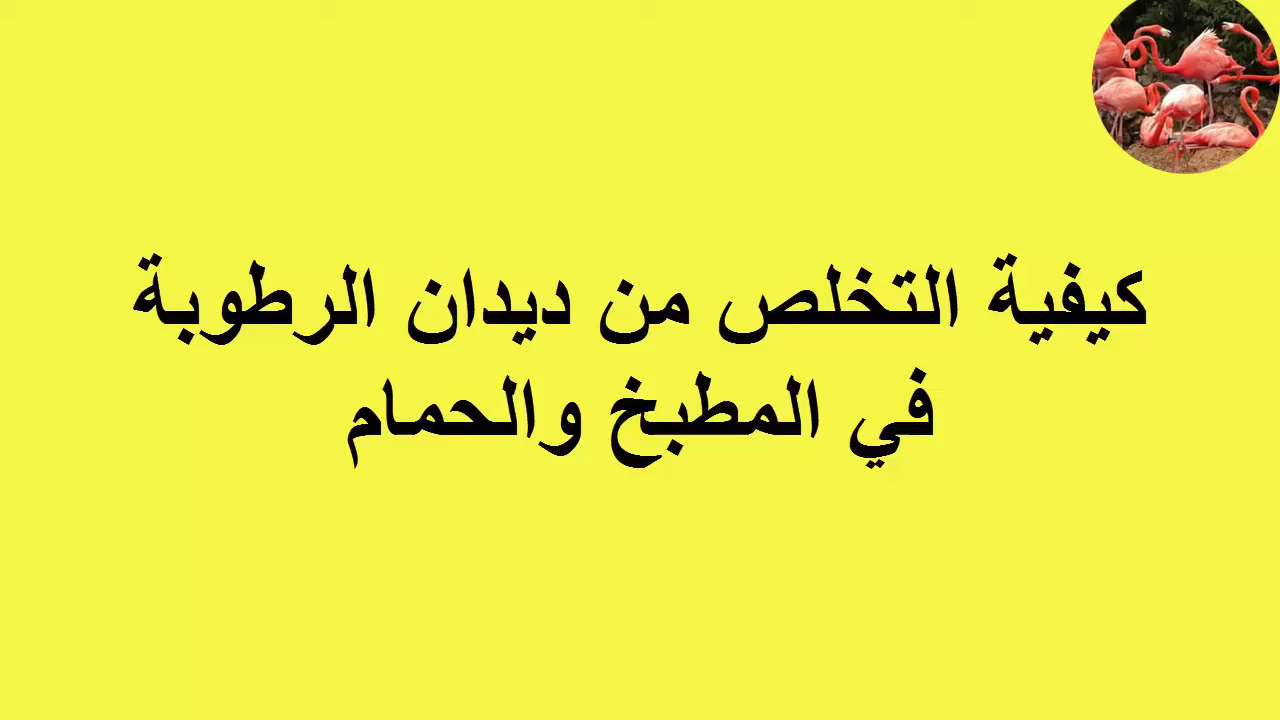 كيفية التخلص من ديدان الرطوبة
في المطبخ والحمام